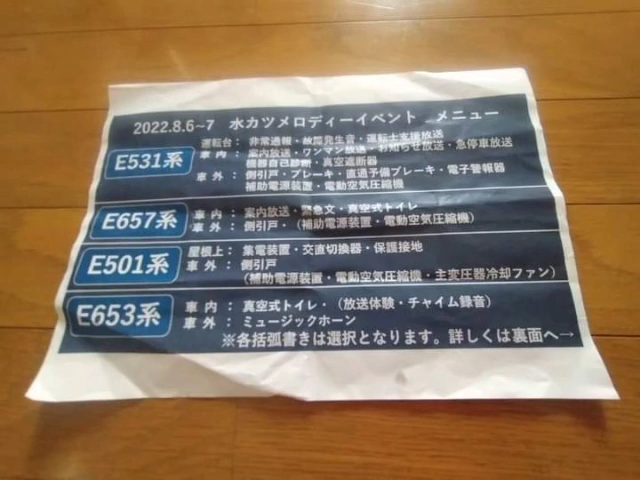 2022.8.6~7 水カツメロディーイベント メニュー
E531系
運転台：非常通報・故障発生音・運転士支援放送
車内：案内放送・ワンマン放送・お知らせ放送・急停車放送
機器自己診断・真空遮断器
車外：側引戸・ブレーキ・直通予備ブレーキ・電子警報器
補助電源装置・電動空気圧縮機
E657系
車内：案内放送・緊急文・真空式トイレ
車外：側引戸・（補助電源装置・電動空気圧縮機）
E501系
屋根上：集電装置・交直切換器・保護接地
車外：側引戸
（補助電源装置・電動空気圧縮機・主変圧器冷却ファン）
E653系
車内：真空式トイレ・（放送体験・チャイム録音）
車外：ミュージックホーン
※各括弧書きは選択となります。詳しくは裏面へ→